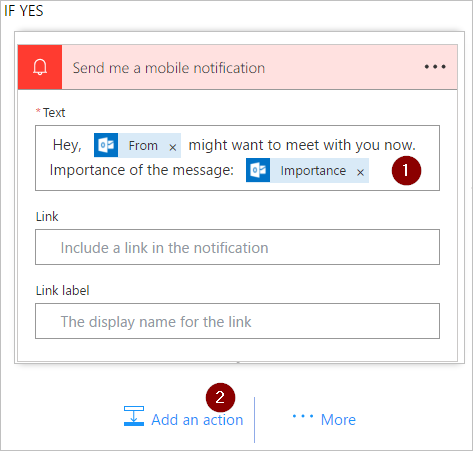 IF YES
Send me a mobile notification
* Text
Hey, From × might want to meet with you now.
Importance of the message: Importance × 1
Link
Include a link in the notification
Link label
The display name for the link
2
Add an action ··· More